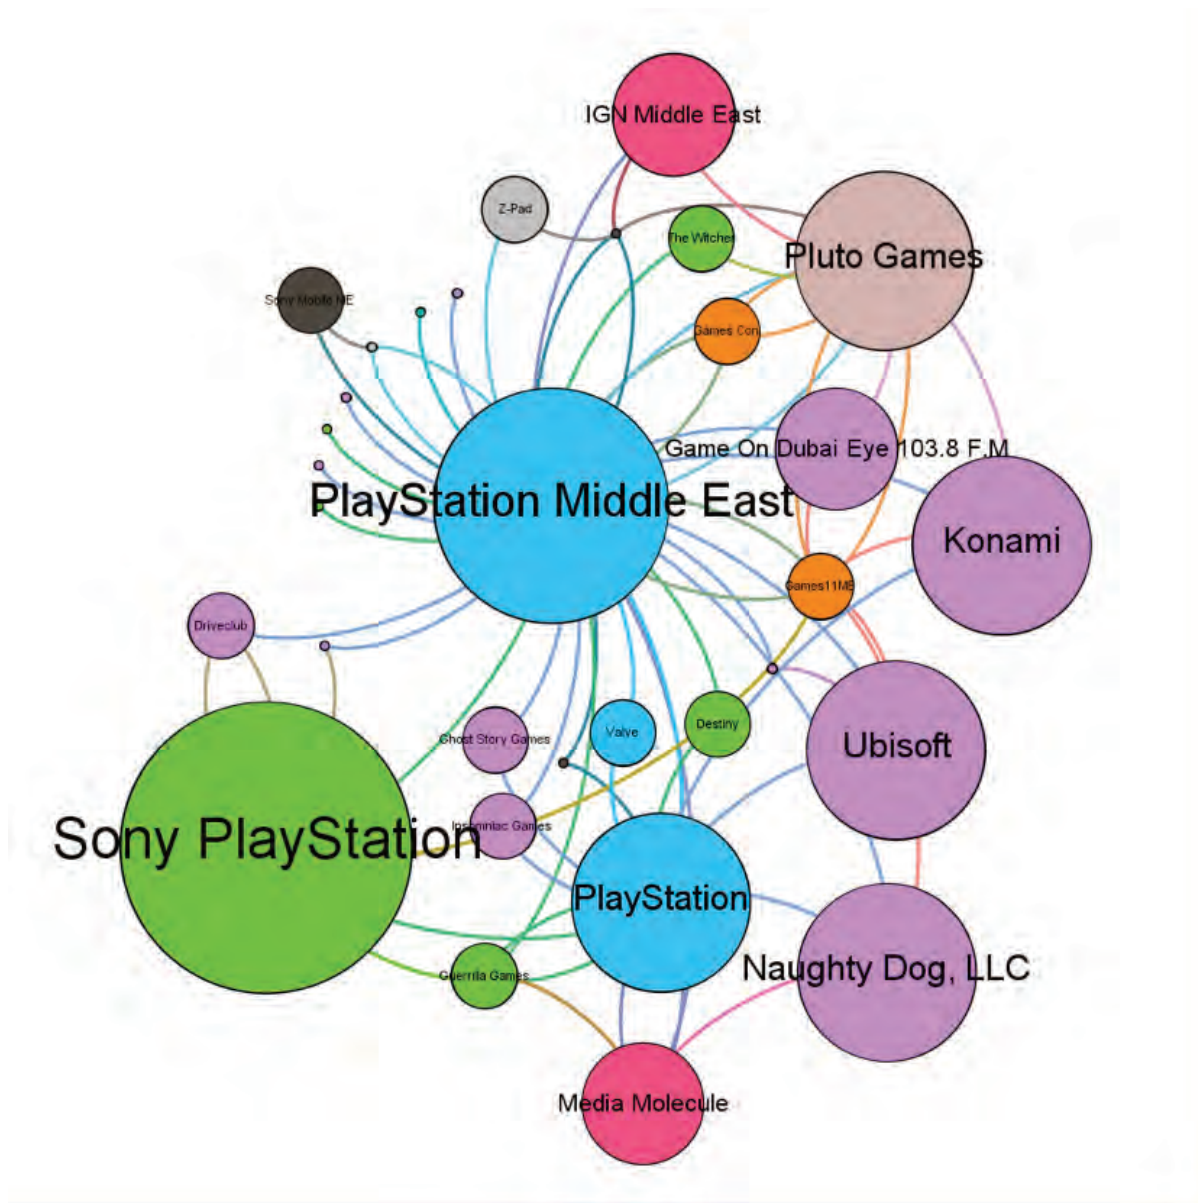 IGN Middle East
Z-Pad
The Witcher
Pluto Games
Sony Mobile ME
Games Con
Game On Dubai Eye 103.8 F.M
PlayStation Middle East
Konami
Games11ME
Driveclub
Destiny
Valve
Ghost Story Games
Ubisoft
Insomniac Games
Sony PlayStation
PlayStation
Naughty Dog, LLC
Guerrilla Games
Media Molecule